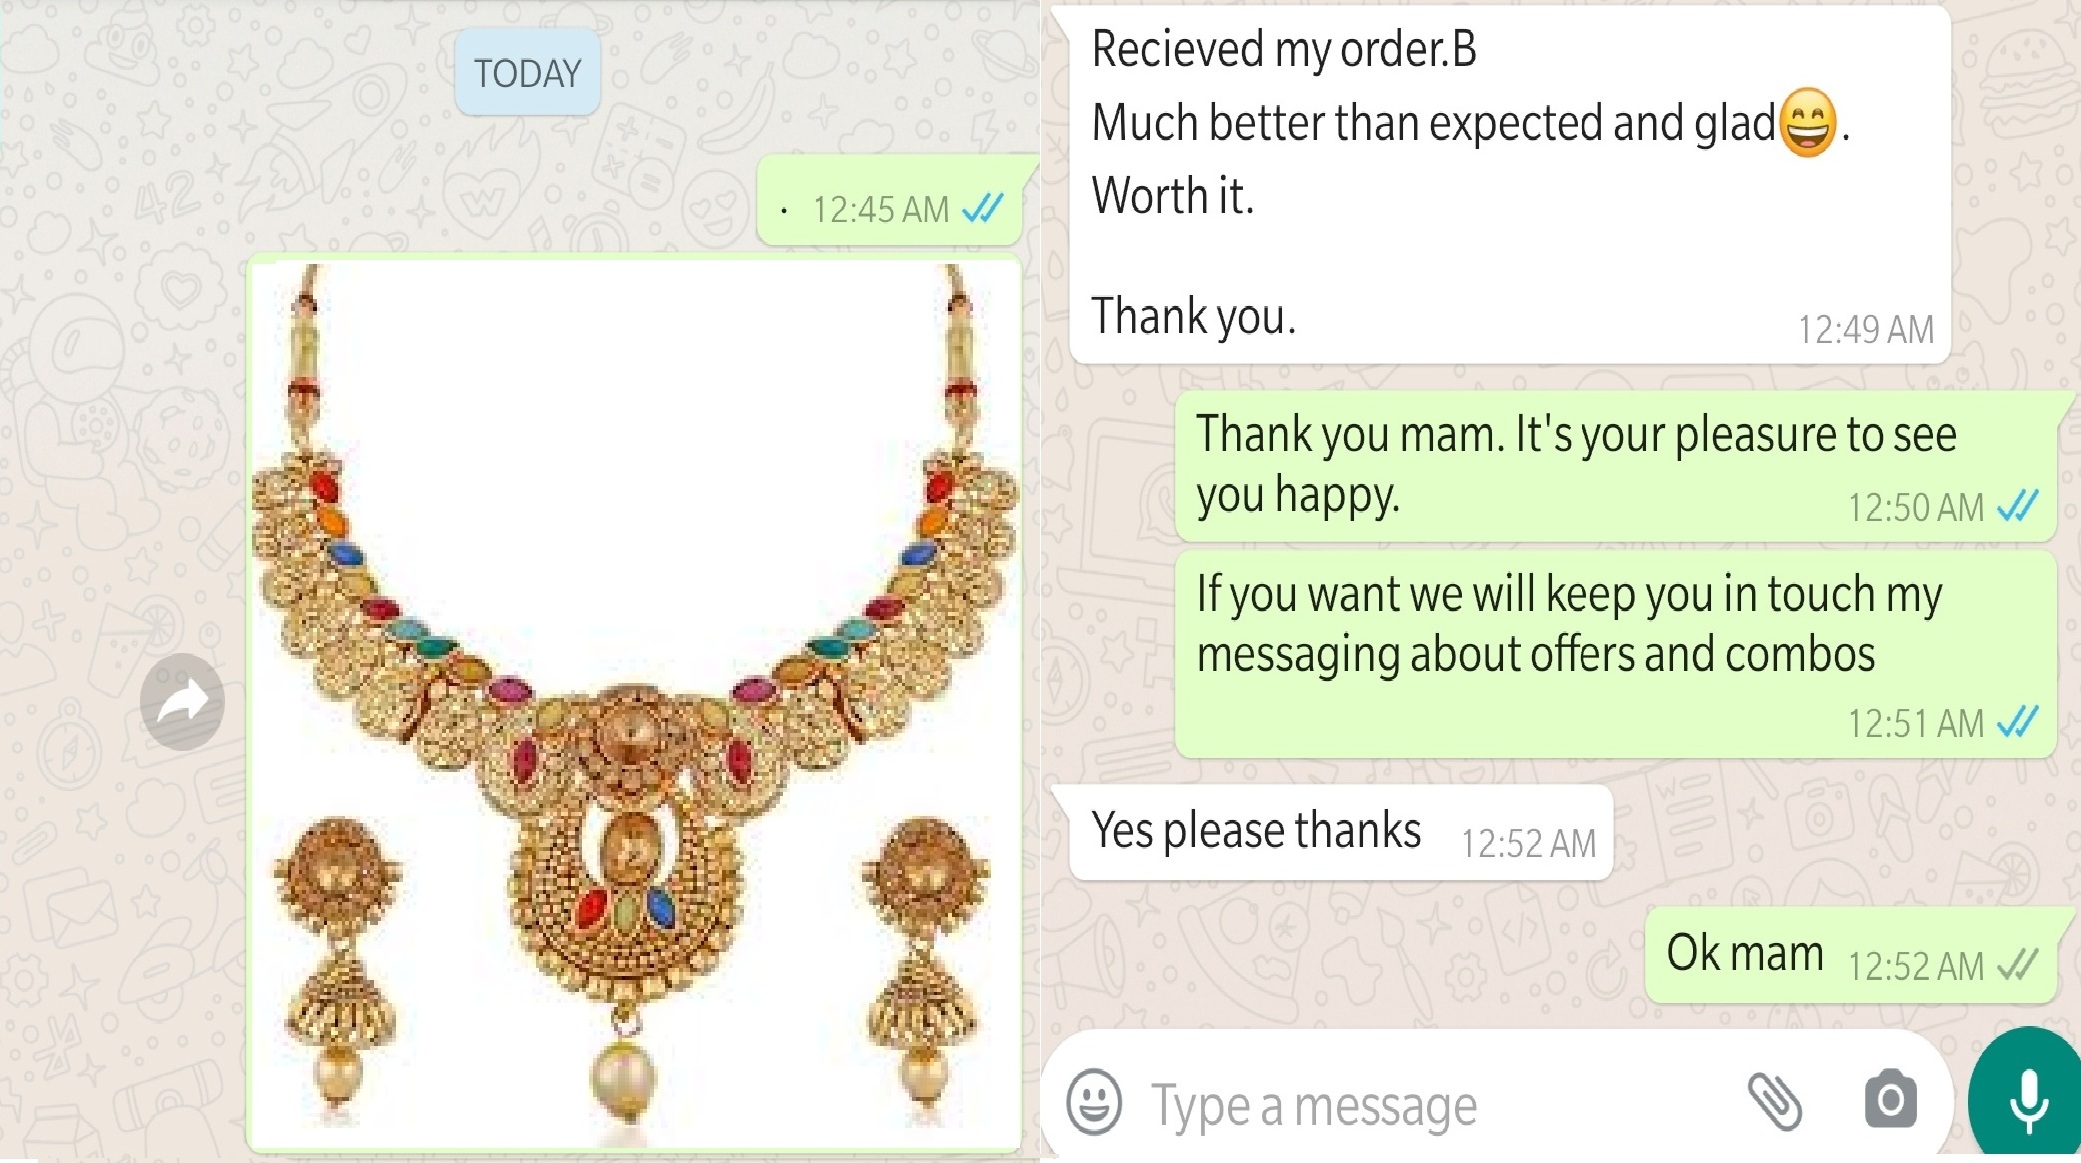 TODAY
. 12:45 AM
Recieved my order.B
Much better than expected and glad😄.
Worth it.
Thank you.
12:49 AM
Thank you mam. It's your pleasure to see
you happy.
12:50 AM
If you want we will keep you in touch my
messaging about offers and combos
12:51 AM
Yes please thanks 12:52 AM
Ok mam 12:52 AM
Type a message